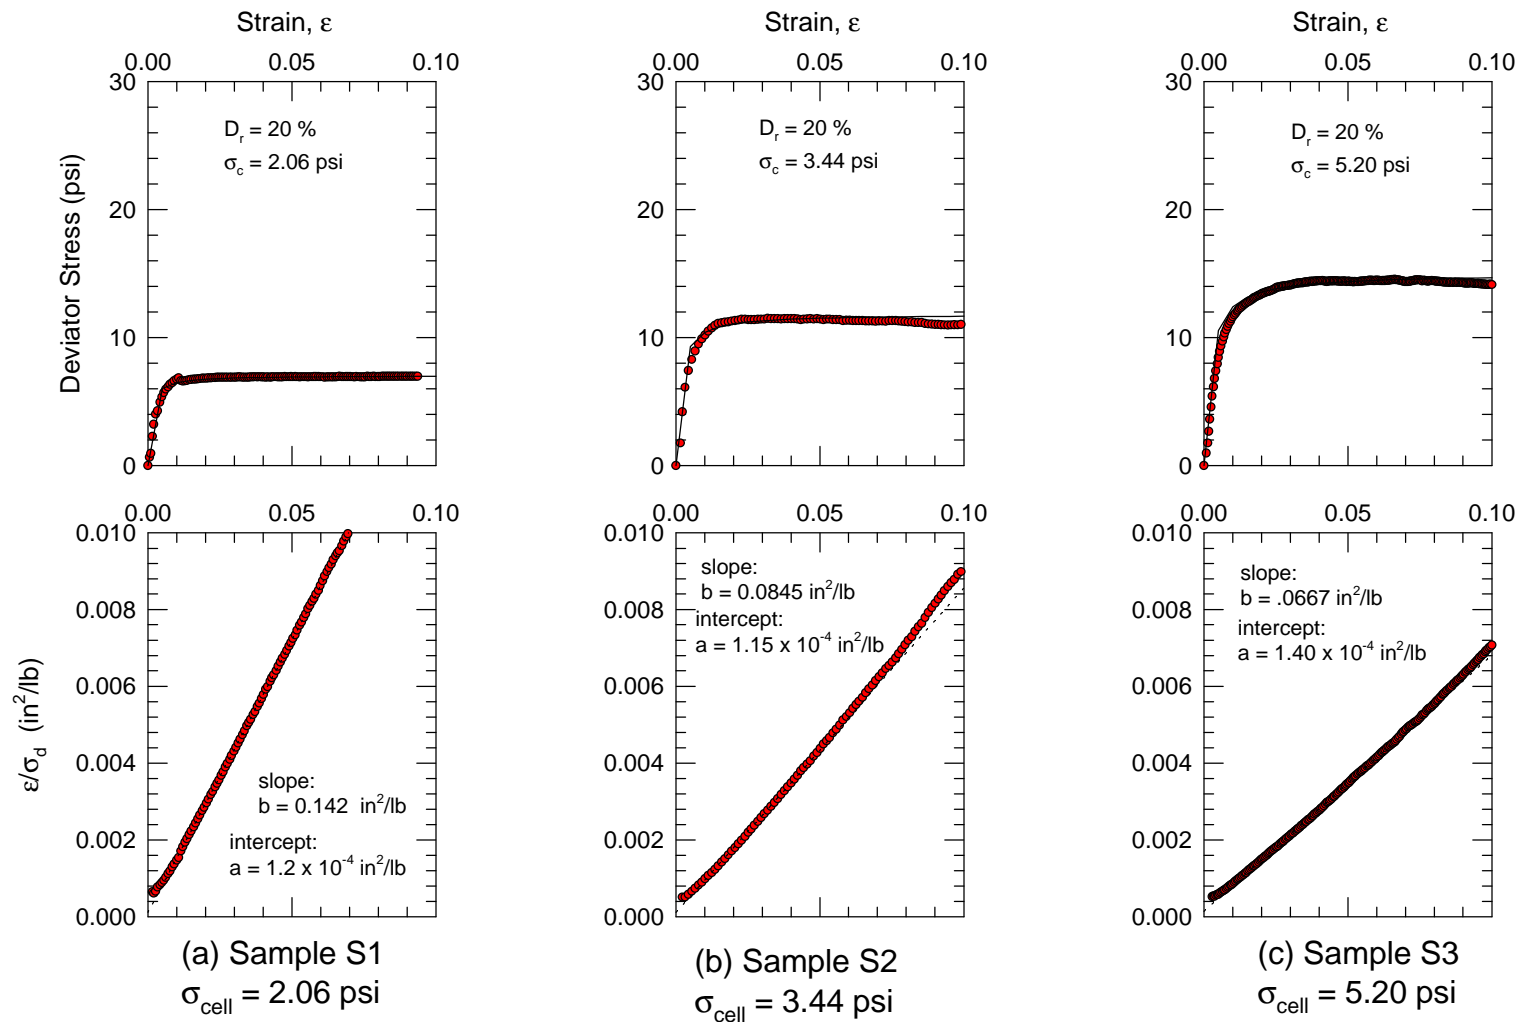 Strain, ε
0.00 0.05 0.10
30
20
10
0
Deviator Stress (psi)
D_r = 20 %
σ_c = 2.06 psi
0.00 0.05 0.10
0.010
0.008
0.006
0.004
0.002
0.000
ε/σ_d (in²/lb)
slope:
b = 0.142 in²/lb
intercept:
a = 1.2 x 10⁻⁴ in²/lb
(a) Sample S1
σ_cell = 2.06 psi
0.00 0.05 0.10
30
20
10
0
D_r = 20 %
σ_c = 3.44 psi
0.00 0.05 0.10
0.010
0.008
0.006
0.004
0.002
0.000
slope:
b = 0.0845 in²/lb
intercept:
a = 1.15 x 10⁻⁴ in²/lb
(b) Sample S2
σ_cell = 3.44 psi
Strain, ε
0.00 0.05 0.10
30
20
10
0
D_r = 20 %
σ_c = 5.20 psi
0.00 0.05 0.10
0.010
0.008
0.006
0.004
0.002
0.000
slope:
b = .0667 in²/lb
intercept:
a = 1.40 x 10⁻⁴ in²/lb
(c) Sample S3
σ_cell = 5.20 psi